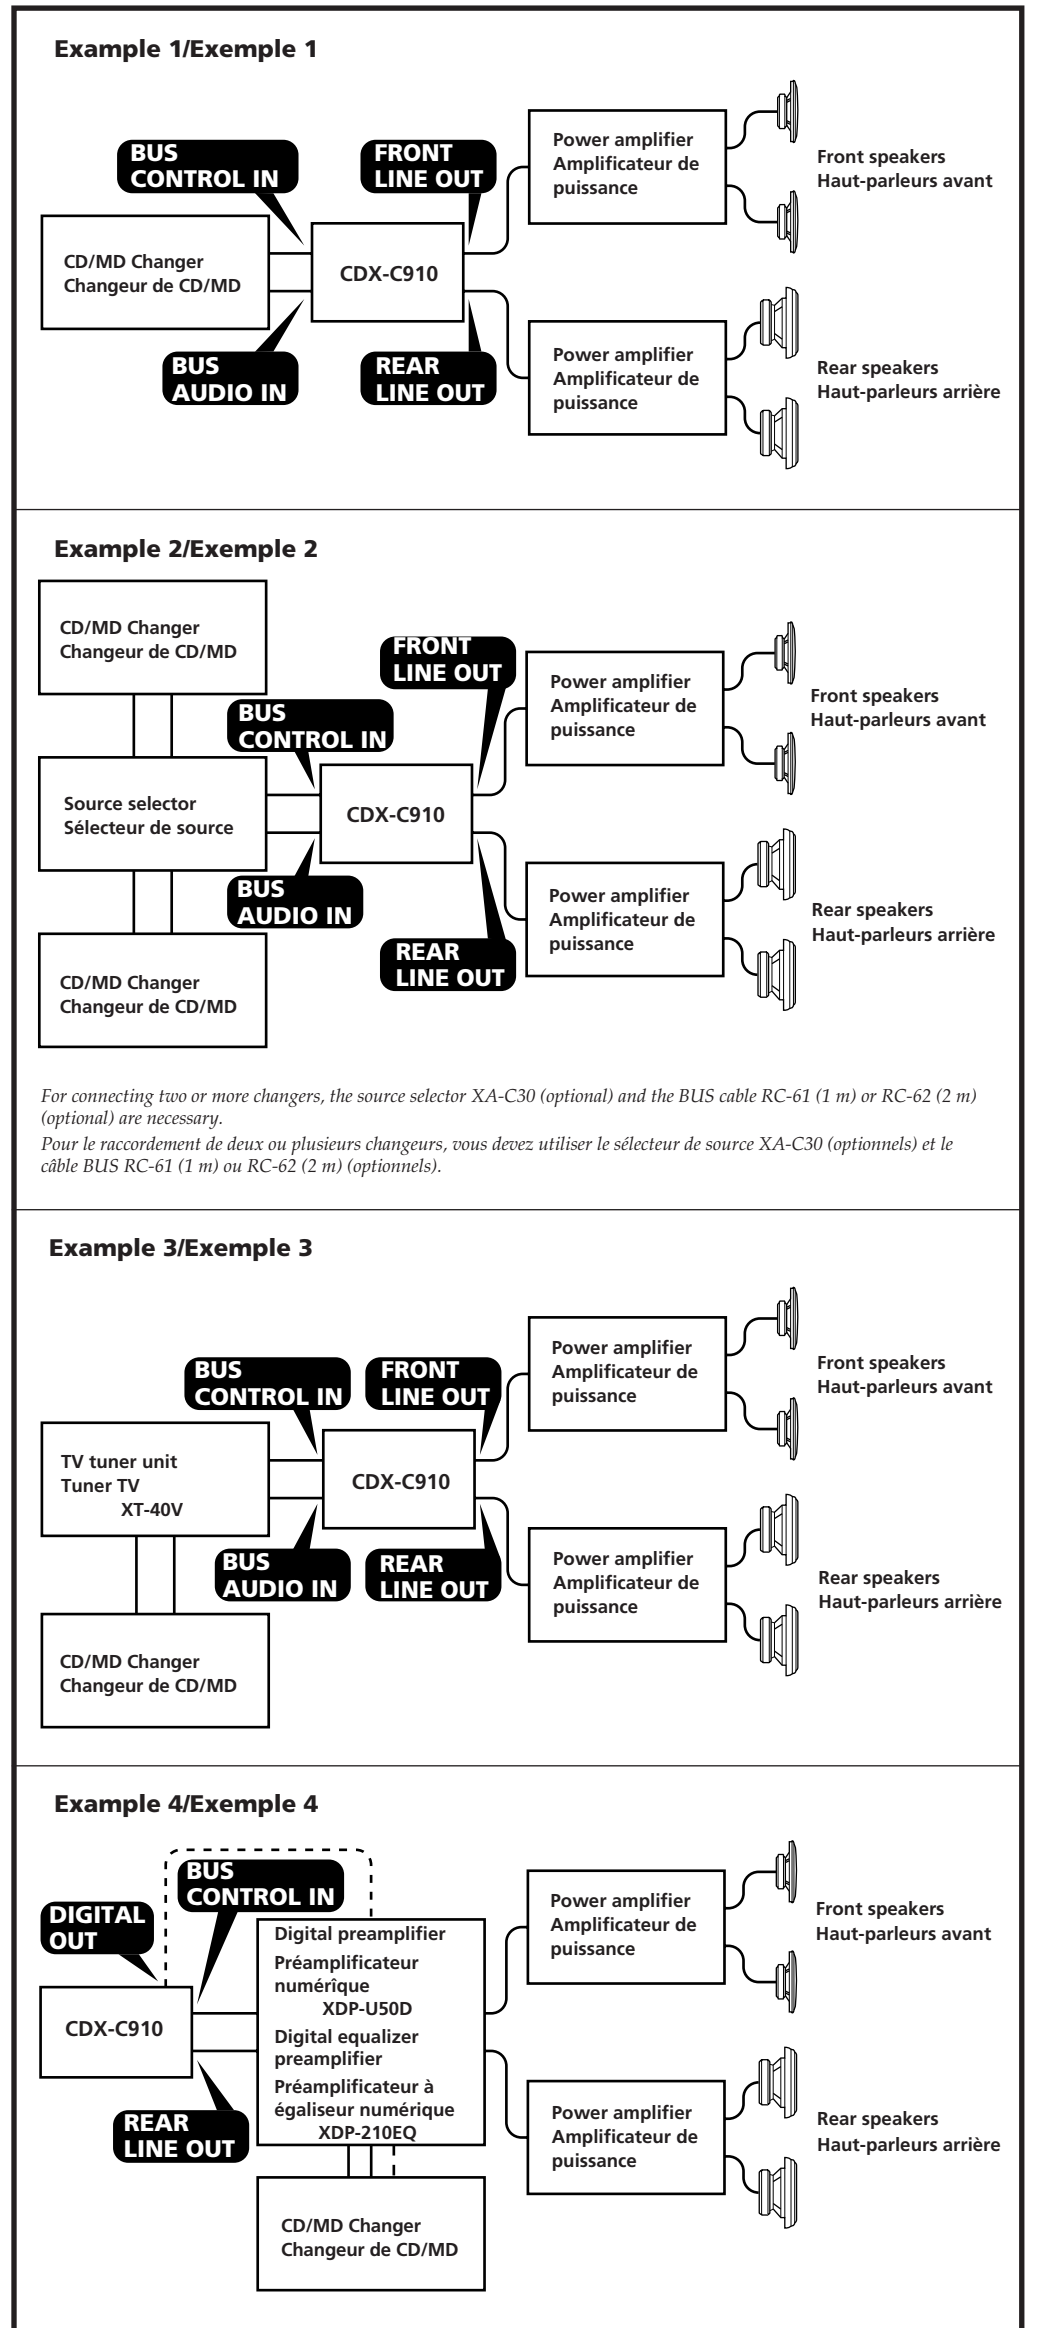 Example 1/Exemple 1
BUS
CONTROL IN
FRONT
LINE OUT
Power amplifier
Amplificateur de
puissance
Front speakers
Haut-parleurs avant
CD/MD Changer
Changeur de CD/MD
CDX-C910
BUS
AUDIO IN
REAR
LINE OUT
Power amplifier
Amplificateur de
puissance
Rear speakers
Haut-parleurs arrière
Example 2/Exemple 2
CD/MD Changer
Changeur de CD/MD
FRONT
LINE OUT
Power amplifier
Amplificateur de
puissance
Front speakers
Haut-parleurs avant
BUS
CONTROL IN
Source selector
Sélecteur de source
CDX-C910
BUS
AUDIO IN
REAR
LINE OUT
Power amplifier
Amplificateur de
puissance
Rear speakers
Haut-parleurs arrière
CD/MD Changer
Changeur de CD/MD
For connecting two or more changers, the source selector XA-C30 (optional) and the BUS cable RC-61 (1 m) or RC-62 (2 m)
(optional) are necessary.
Pour le raccordement de deux ou plusieurs changeurs, vous devez utiliser le sélecteur de source XA-C30 (optionnels) et le
câble BUS RC-61 (1 m) ou RC-62 (2 m) (optionnels).
Example 3/Exemple 3
BUS
CONTROL IN
FRONT
LINE OUT
Power amplifier
Amplificateur de
puissance
Front speakers
Haut-parleurs avant
TV tuner unit
Tuner TV
XT-40V
CDX-C910
BUS
AUDIO IN
REAR
LINE OUT
Power amplifier
Amplificateur de
puissance
Rear speakers
Haut-parleurs arrière
CD/MD Changer
Changeur de CD/MD
Example 4/Exemple 4
BUS
CONTROL IN
DIGITAL
OUT
Digital preamplifier
Préamplificateur
numérîque
XDP-U50D
Digital equalizer
preamplifier
Préamplificateur à
égaliseur numérique
XDP-210EQ
Power amplifier
Amplificateur de
puissance
Front speakers
Haut-parleurs avant
CDX-C910
REAR
LINE OUT
Power amplifier
Amplificateur de
puissance
Rear speakers
Haut-parleurs arrière
CD/MD Changer
Changeur de CD/MD